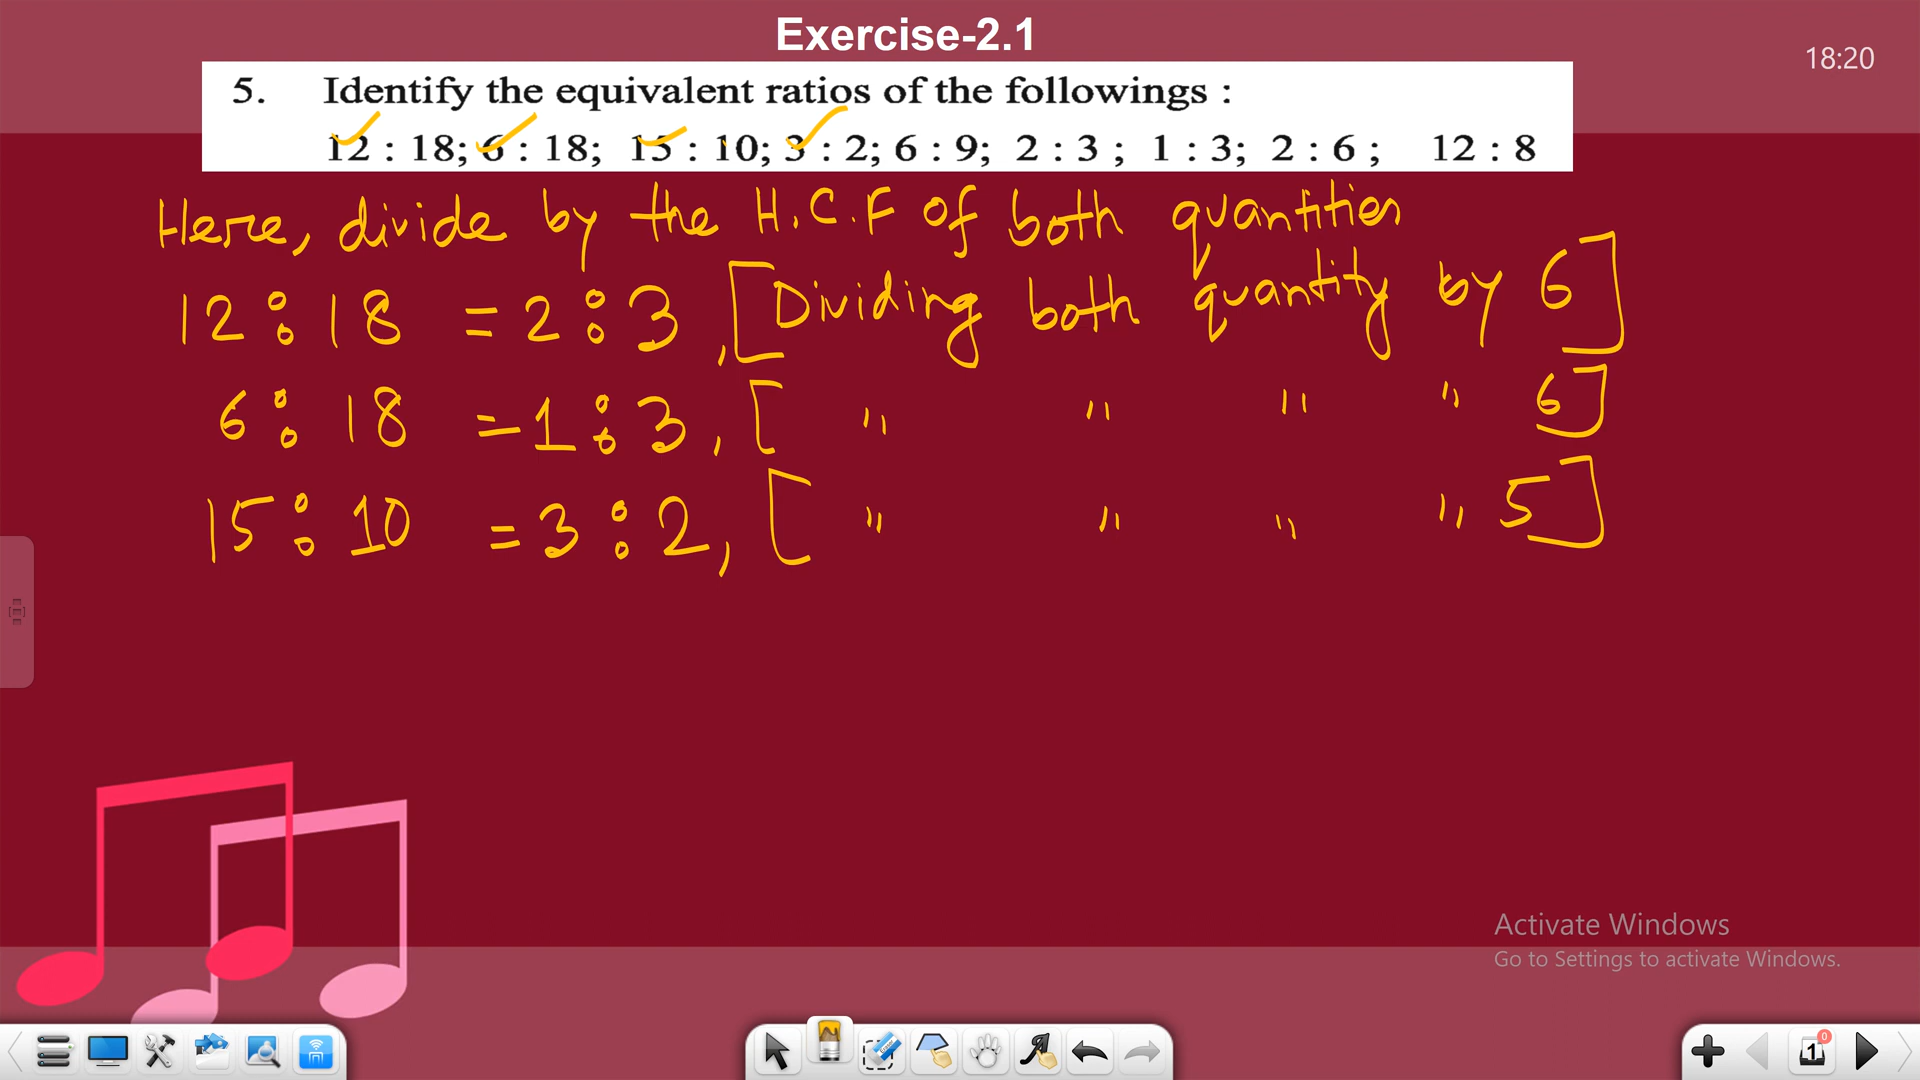 Exercise-2.1
18:20
5. Identify the equivalent ratios of the followings :
12 : 18; 6 : 18; 15 : 10; 3 : 2; 6 : 9; 2 : 3 ; 1 : 3; 2 : 6 ; 12 : 8
Here, divide by the H.C.F of both quantities
12 : 18 = 2 : 3, [Dividing both quantity by 6]
6 : 18 = 1 : 3, [ " " " " 6]
15 : 10 = 3 : 2, [ " " " " 5]
Activate Windows
Go to Settings to activate Windows.
1
0